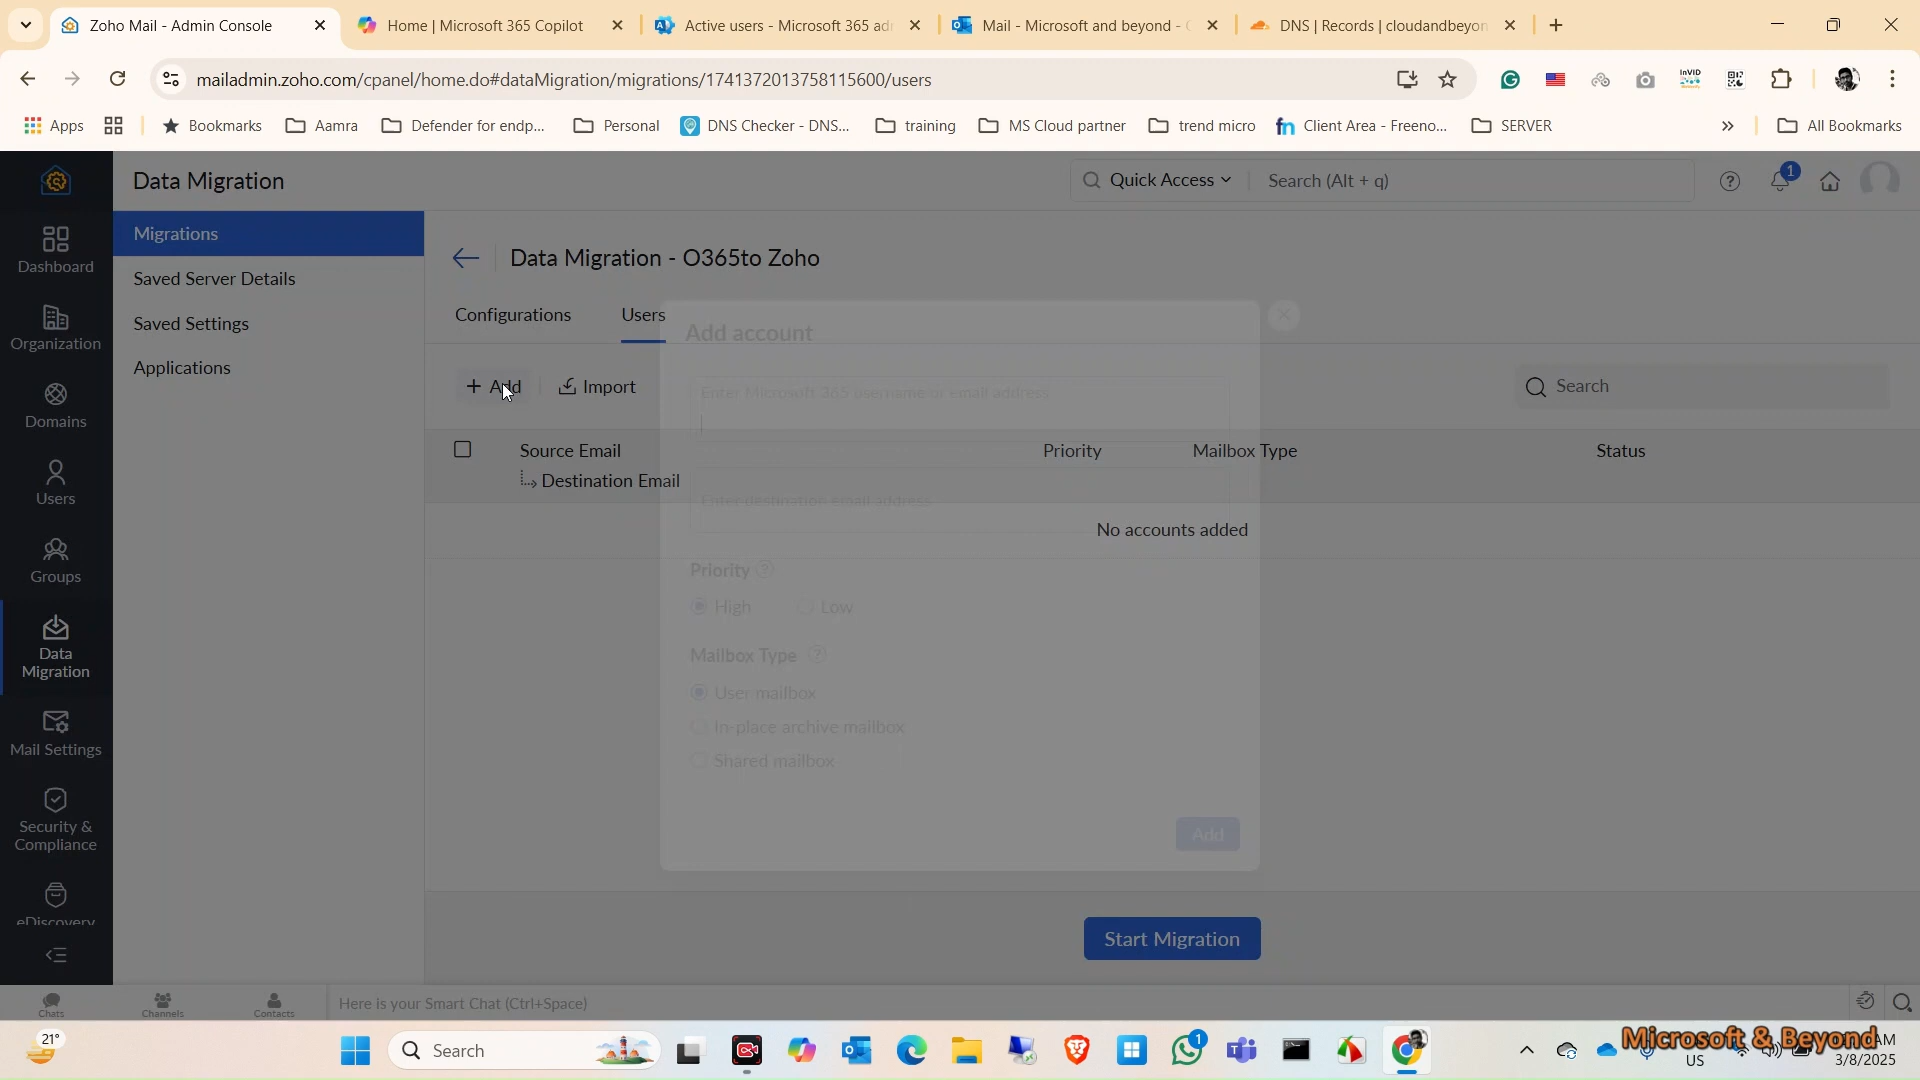 Zoho Mail - Admin Console
Home | Microsoft 365 Copilot
Active users - Microsoft 365 ad
Mail - Microsoft and beyond -
DNS | Records | cloudandbeyon
mailadmin.zoho.com/cpanel/home.do#dataMigration/migrations/1741372013758115600/users
Apps
Bookmarks
Aamra
Defender for endp...
Personal
DNS Checker - DNS...
training
MS Cloud partner
trend micro
Client Area - Freeno...
SERVER
All Bookmarks
Data Migration
Quick Access
Search (Alt + q)
1
Dashboard
Organization
Domains
Users
Groups
Data
Migration
Mail Settings
Security &
Compliance
eDiscovery
Migrations
Saved Server Details
Saved Settings
Applications
Data Migration - O365to Zoho
Configurations
Users
Add
Import
Search
Source Email
Destination Email
Priority
Mailbox Type
Status
No accounts added
Add account
Enter Microsoft 365 username or email address
Enter destination email address
Priority
High
Low
Mailbox Type
User mailbox
In-place archive mailbox
Shared mailbox
Add
Start Migration
Chats
Channels
Contacts
Here is your Smart Chat (Ctrl+Space)
21°
Search
1
US
AM
3/8/2025
Microsoft & Beyond